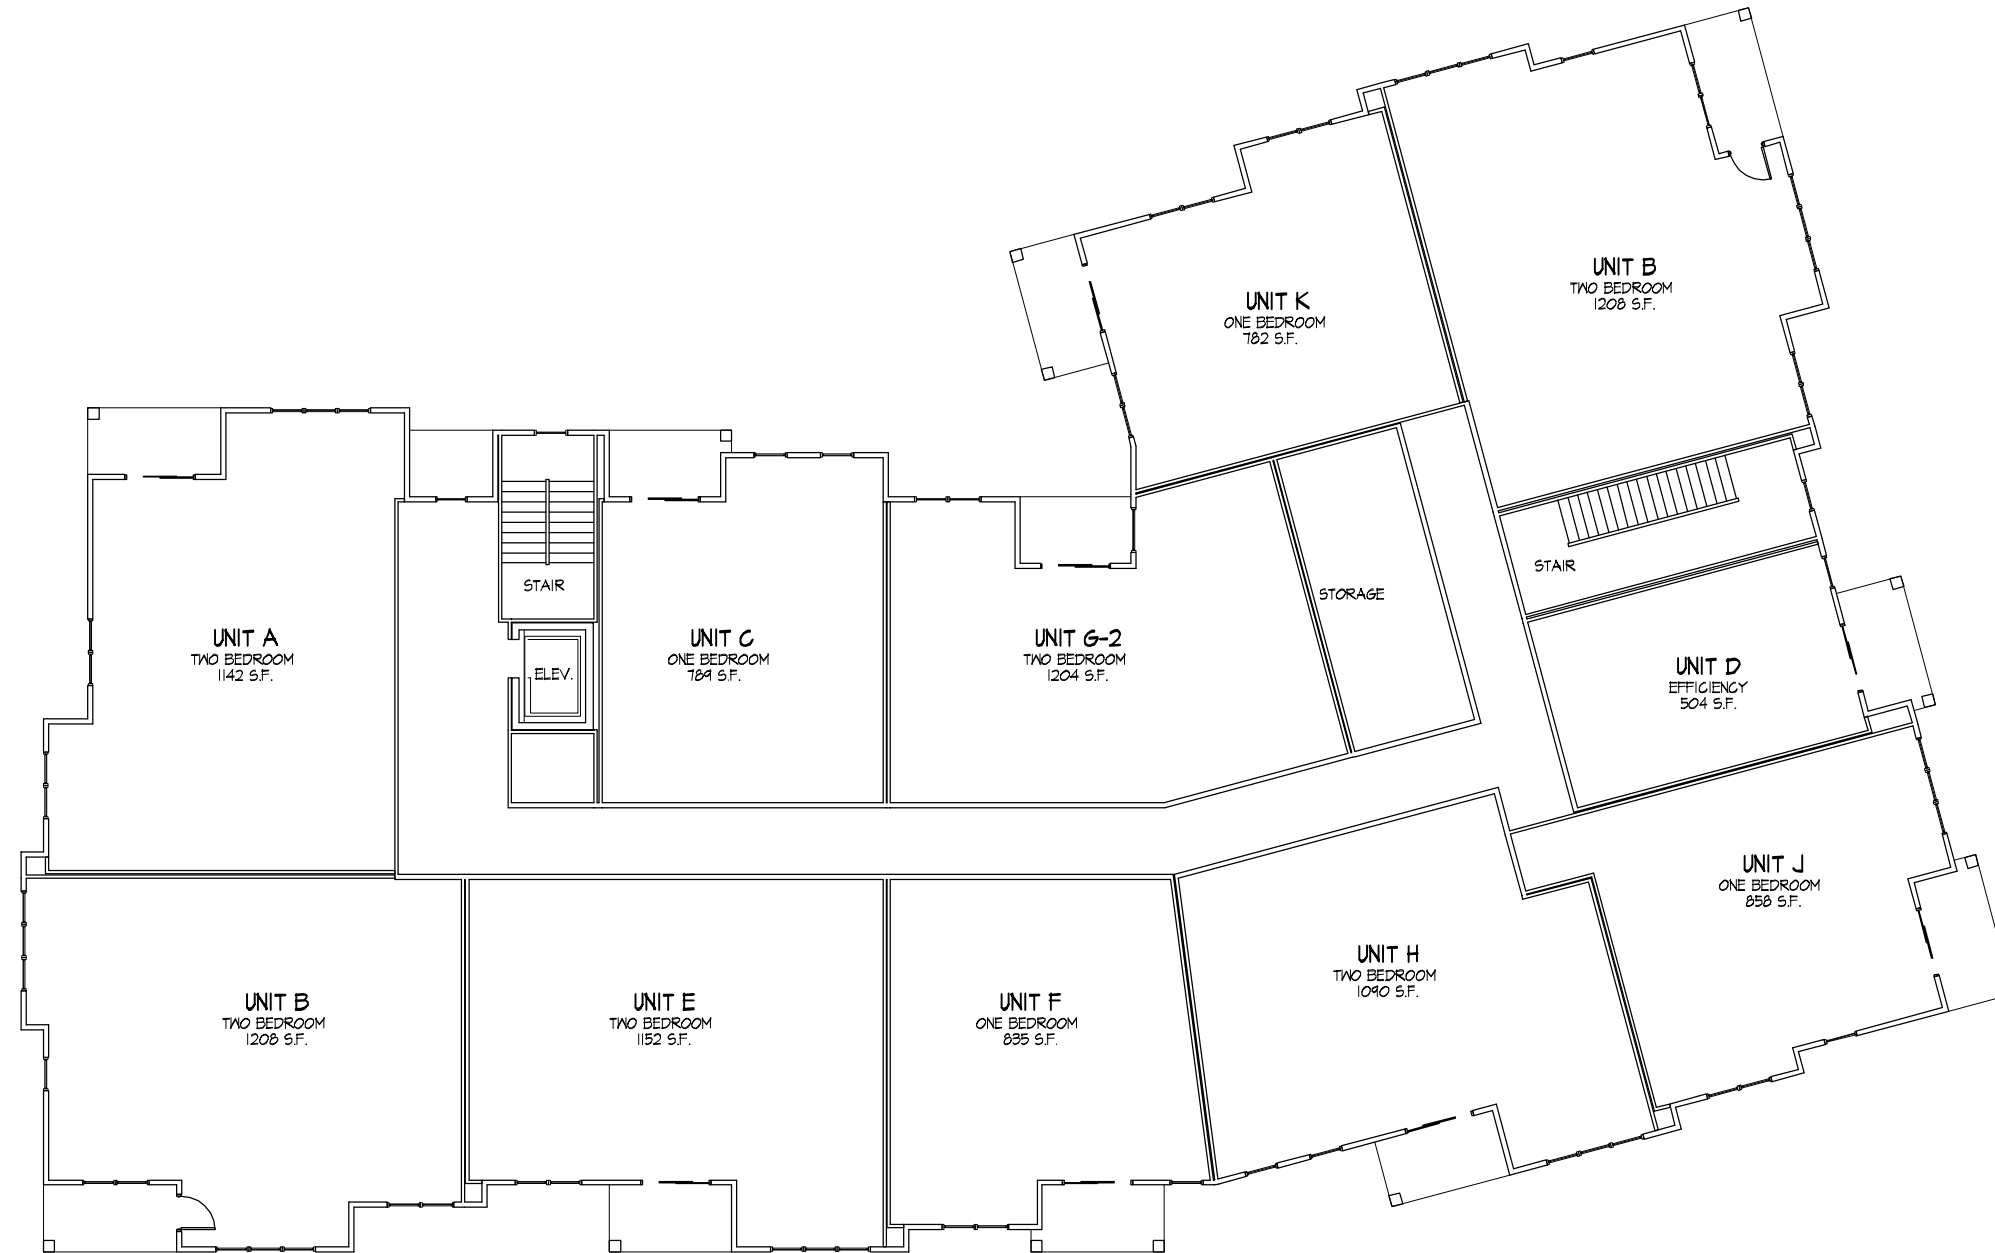 UNIT B
TWO BEDROOM
1208 S.F.
UNIT K
ONE BEDROOM
782 S.F.
STAIR
STAIR
STORAGE
UNIT A
TWO BEDROOM
1142 S.F.
UNIT C
ONE BEDROOM
789 S.F.
UNIT G-2
TWO BEDROOM
1204 S.F.
ELEV.
UNIT D
EFFICIENCY
504 S.F.
UNIT J
ONE BEDROOM
858 S.F.
UNIT H
TWO BEDROOM
1090 S.F.
UNIT B
TWO BEDROOM
1208 S.F.
UNIT E
TWO BEDROOM
1152 S.F.
UNIT F
ONE BEDROOM
835 S.F.